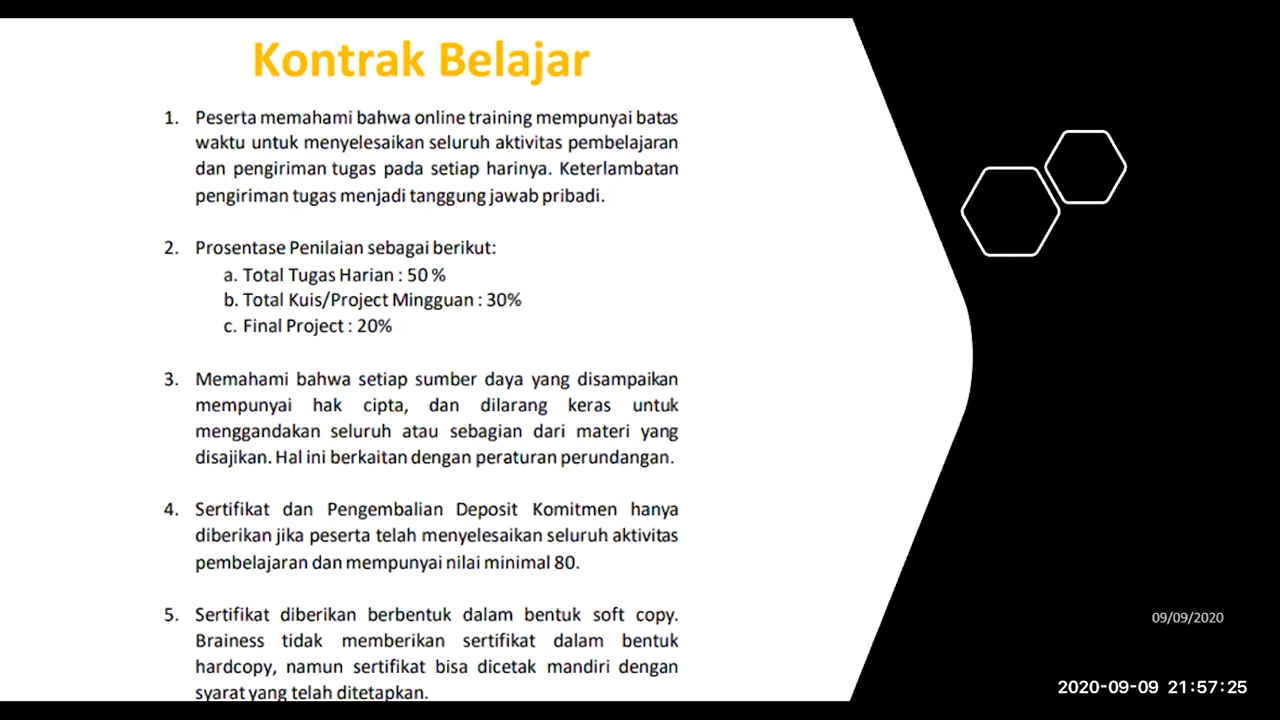 Kontrak Belajar
1. Peserta memahami bahwa online training mempunyai batas
waktu untuk menyelesaikan seluruh aktivitas pembelajaran
dan pengiriman tugas pada setiap harinya. Keterlambatan
pengiriman tugas menjadi tanggung jawab pribadi.
2. Prosentase Penilaian sebagai berikut:
a. Total Tugas Harian : 50 %
b. Total Kuis/Project Mingguan : 30%
c. Final Project : 20%
3. Memahami bahwa setiap sumber daya yang disampaikan
mempunyai hak cipta, dan dilarang keras untuk
menggandakan seluruh atau sebagian dari materi yang
disajikan. Hal ini berkaitan dengan peraturan perundangan.
4. Sertifikat dan Pengembalian Deposit Komitmen hanya
diberikan jika peserta telah menyelesaikan seluruh aktivitas
pembelajaran dan mempunyai nilai minimal 80.
5. Sertifikat diberikan berbentuk dalam bentuk soft copy.
Brainess tidak memberikan sertifikat dalam bentuk
hardcopy, namun sertifikat bisa dicetak mandiri dengan
syarat yang telah ditetapkan.
09/09/2020
2020-09-09 21:57:25